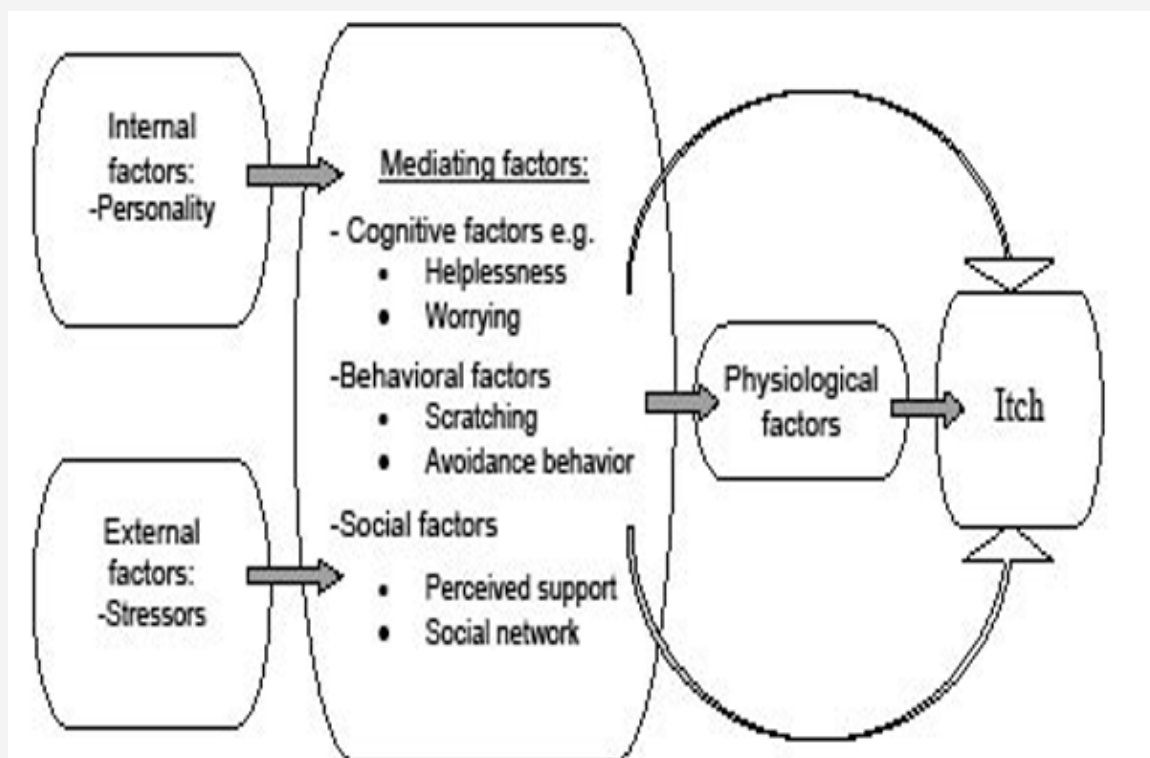 Internal
factors:
-Personality
External
factors:
-Stressors
Mediating factors:
- Cognitive factors e.g.
• Helplessness
• Worrying
-Behavioral factors
• Scratching
• Avoidance behavior
-Social factors
• Perceived support
• Social network
Physiological
factors
Itch